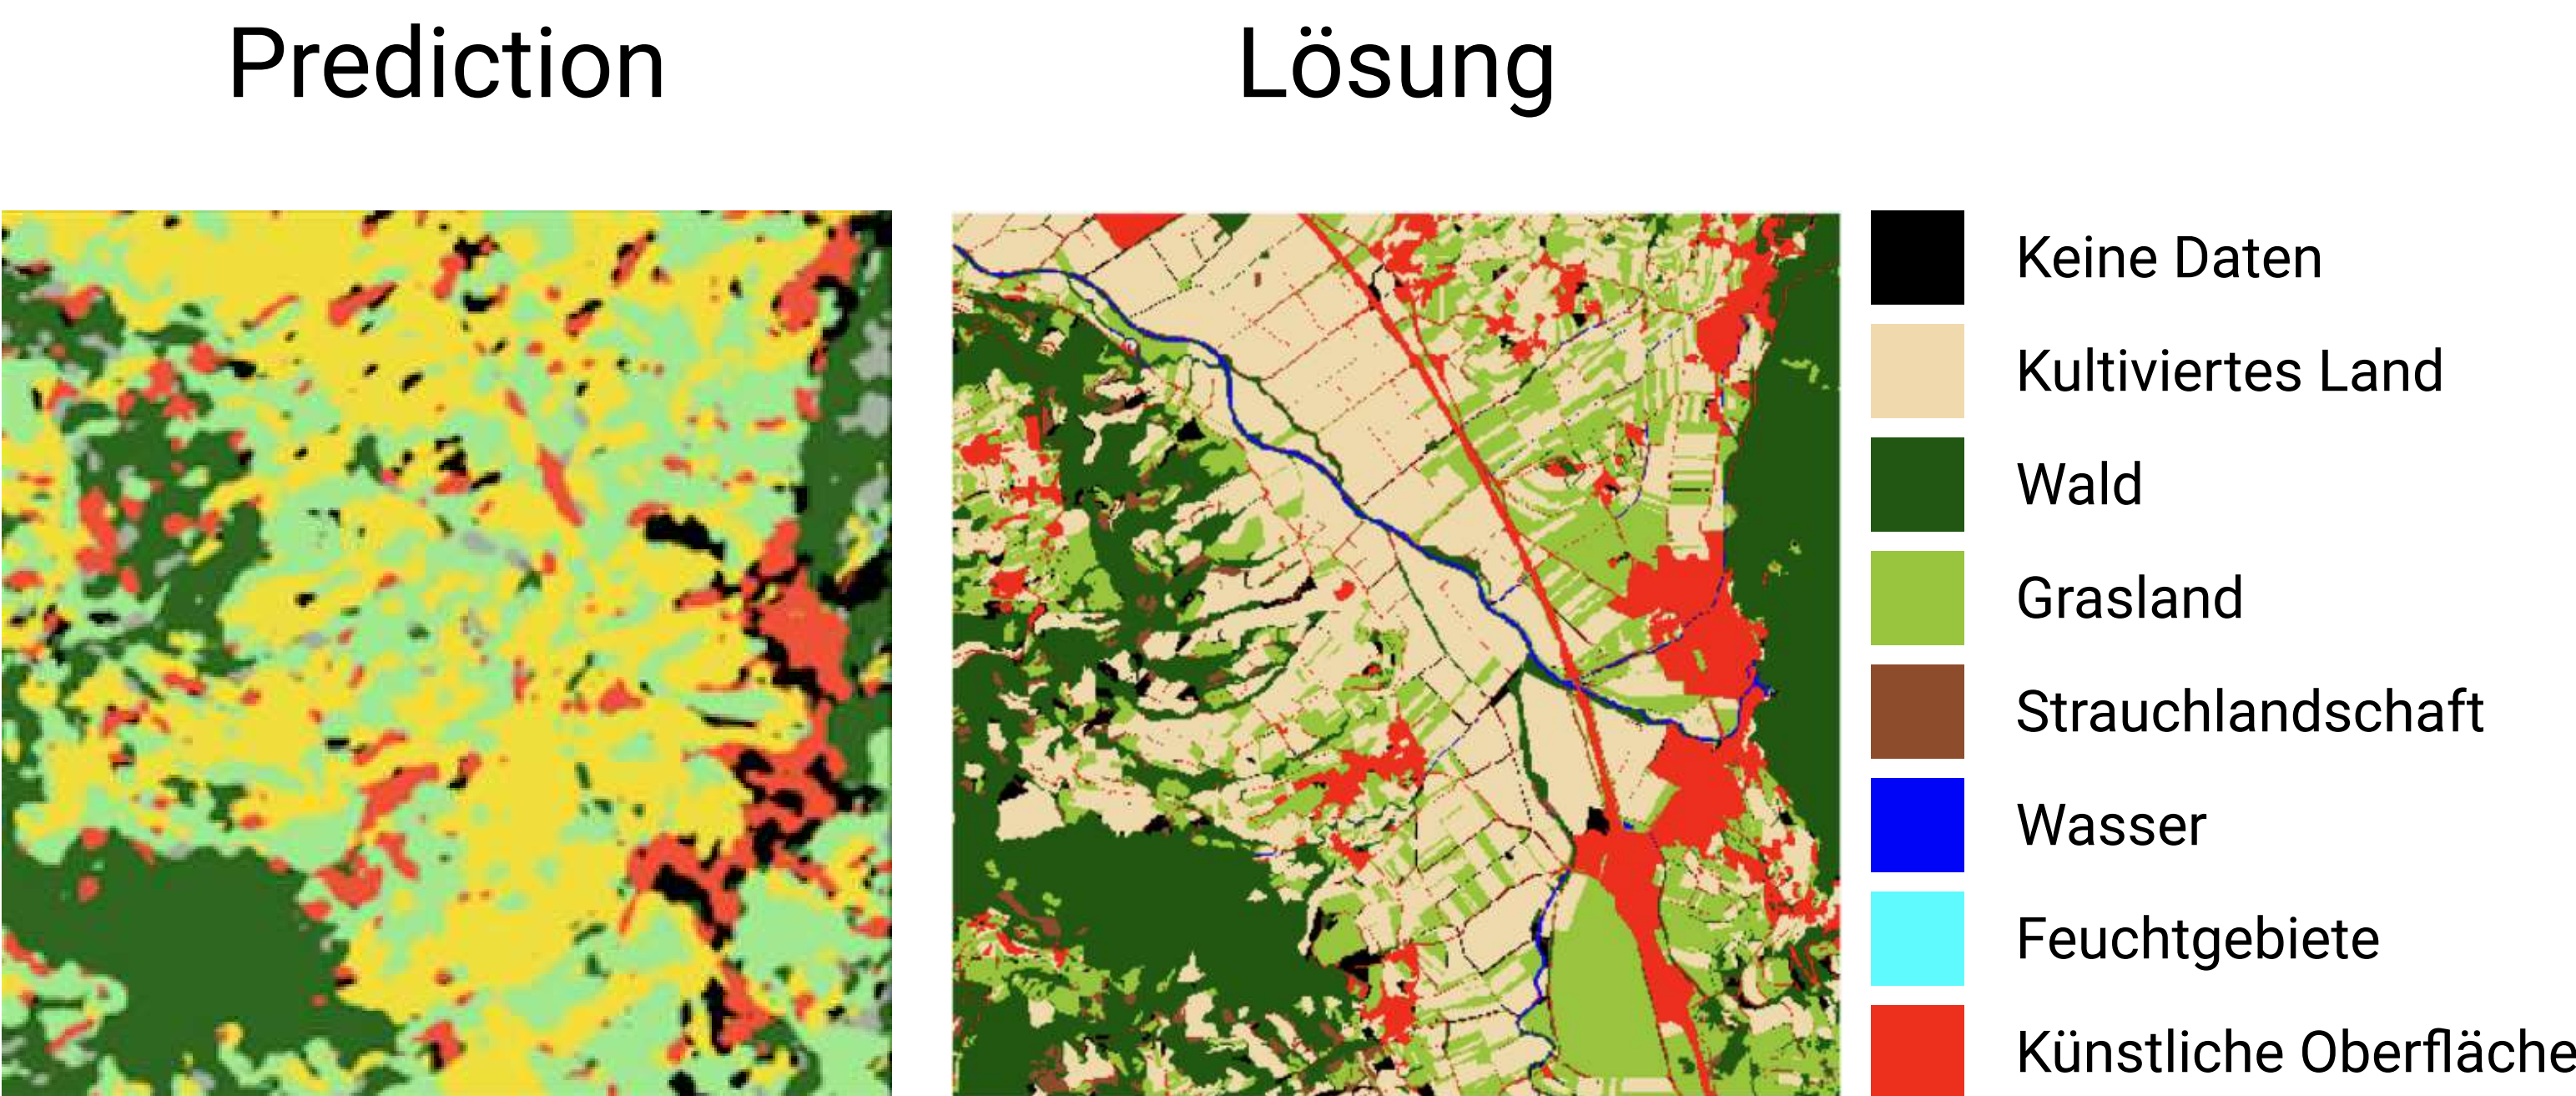 Prediction
Lösung
Keine Daten
Kultiviertes Land
Wald
Grasland
Strauchlandschaft
Wasser
Feuchtgebiete
Künstliche Oberfläche